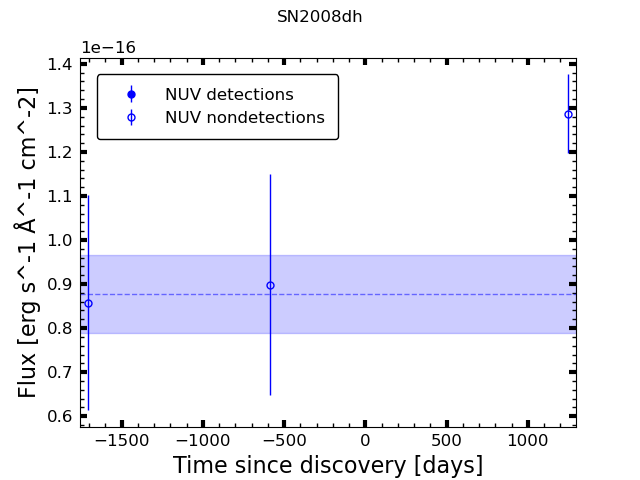 SN2008dh
1e−16
NUV detections
NUV nondetections
1.4
1.3
1.2
1.1
1.0
0.9
0.8
0.7
0.6
Flux [erg s^-1 Å^-1 cm^-2]
−1500 −1000 −500 0 500 1000
Time since discovery [days]